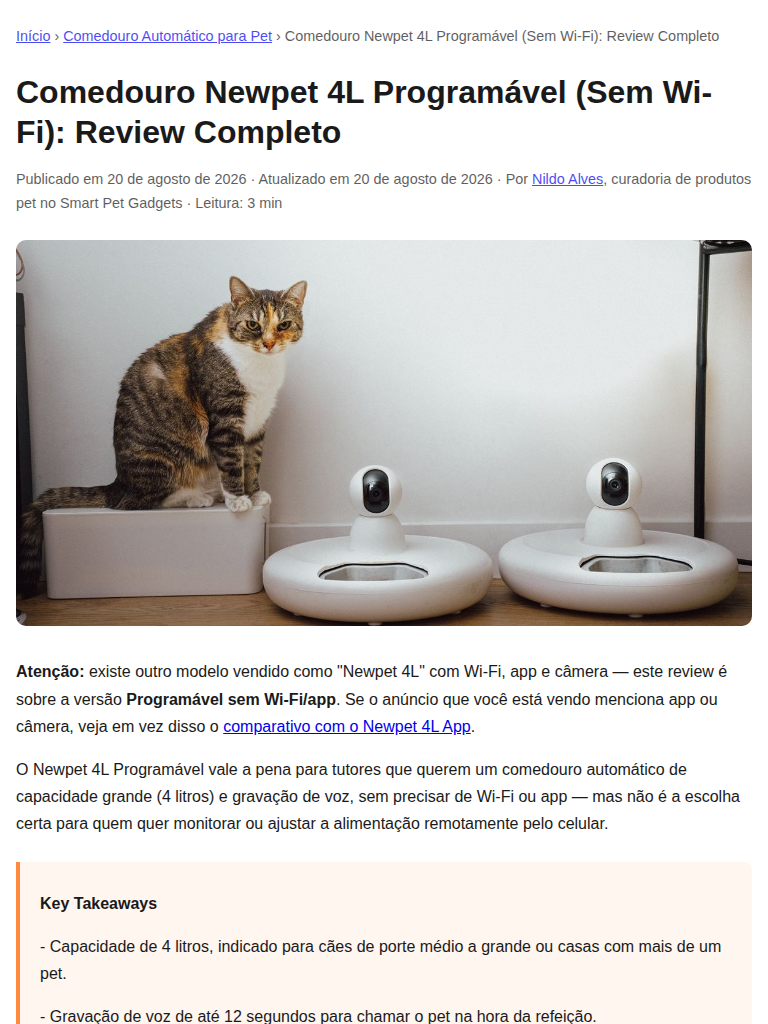 Início › Comedouro Automático para Pet › Comedouro Newpet 4L Programável (Sem Wi-Fi): Review Completo
Comedouro Newpet 4L Programável (Sem Wi-
Fi): Review Completo
Publicado em 20 de agosto de 2026 · Atualizado em 20 de agosto de 2026 · Por Nildo Alves, curadoria de produtos
pet no Smart Pet Gadgets · Leitura: 3 min
Atenção: existe outro modelo vendido como "Newpet 4L" com Wi-Fi, app e câmera — este review é
sobre a versão Programável sem Wi-Fi/app. Se o anúncio que você está vendo menciona app ou
câmera, veja em vez disso o comparativo com o Newpet 4L App.
O Newpet 4L Programável vale a pena para tutores que querem um comedouro automático de
capacidade grande (4 litros) e gravação de voz, sem precisar de Wi-Fi ou app — mas não é a escolha
certa para quem quer monitorar ou ajustar a alimentação remotamente pelo celular.
Key Takeaways
- Capacidade de 4 litros, indicado para cães de porte médio a grande ou casas com mais de um
pet.
- Gravação de voz de até 12 segundos para chamar o pet na hora da refeição.